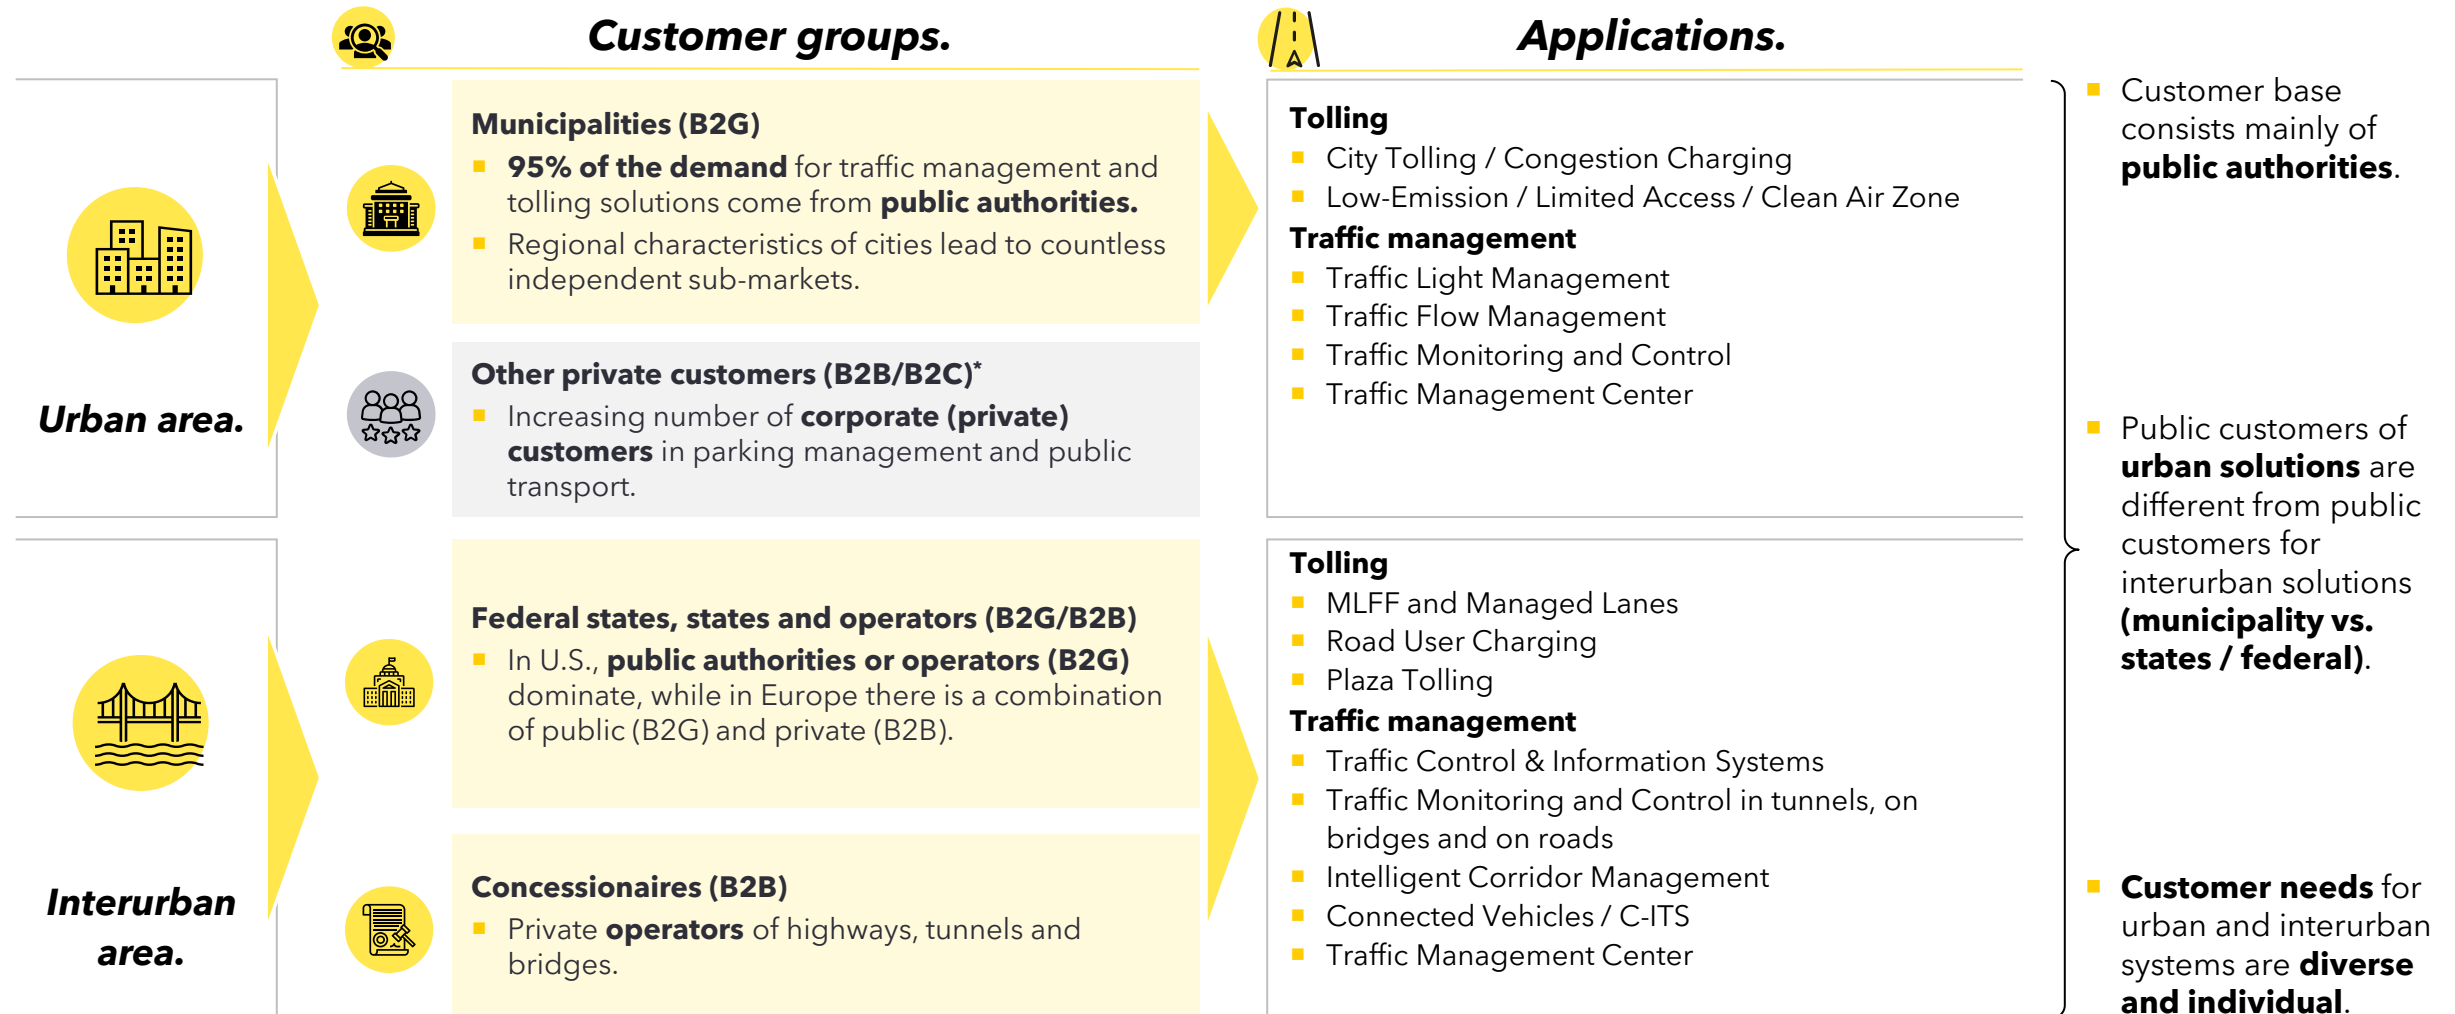 Customer groups.
Applications.
Urban area.
Municipalities (B2G)
▪ 95% of the demand for traffic management and
tolling solutions come from public authorities.
▪ Regional characteristics of cities lead to countless
independent sub-markets.
Other private customers (B2B/B2C)*
▪ Increasing number of corporate (private)
customers in parking management and public
transport.
Tolling
▪ City Tolling / Congestion Charging
▪ Low-Emission / Limited Access / Clean Air Zone
Traffic management
▪ Traffic Light Management
▪ Traffic Flow Management
▪ Traffic Monitoring and Control
▪ Traffic Management Center
Interurban
area.
Federal states, states and operators (B2G/B2B)
▪ In U.S., public authorities or operators (B2G)
dominate, while in Europe there is a combination
of public (B2G) and private (B2B).
Concessionaires (B2B)
▪ Private operators of highways, tunnels and
bridges.
Tolling
▪ MLFF and Managed Lanes
▪ Road User Charging
▪ Plaza Tolling
Traffic management
▪ Traffic Control & Information Systems
▪ Traffic Monitoring and Control in tunnels, on
bridges and on roads
▪ Intelligent Corridor Management
▪ Connected Vehicles / C-ITS
▪ Traffic Management Center
▪ Customer base
consists mainly of
public authorities.
▪ Public customers of
urban solutions are
different from public
customers for
interurban solutions
(municipality vs.
states / federal).
▪ Customer needs for
urban and interurban
systems are diverse
and individual.